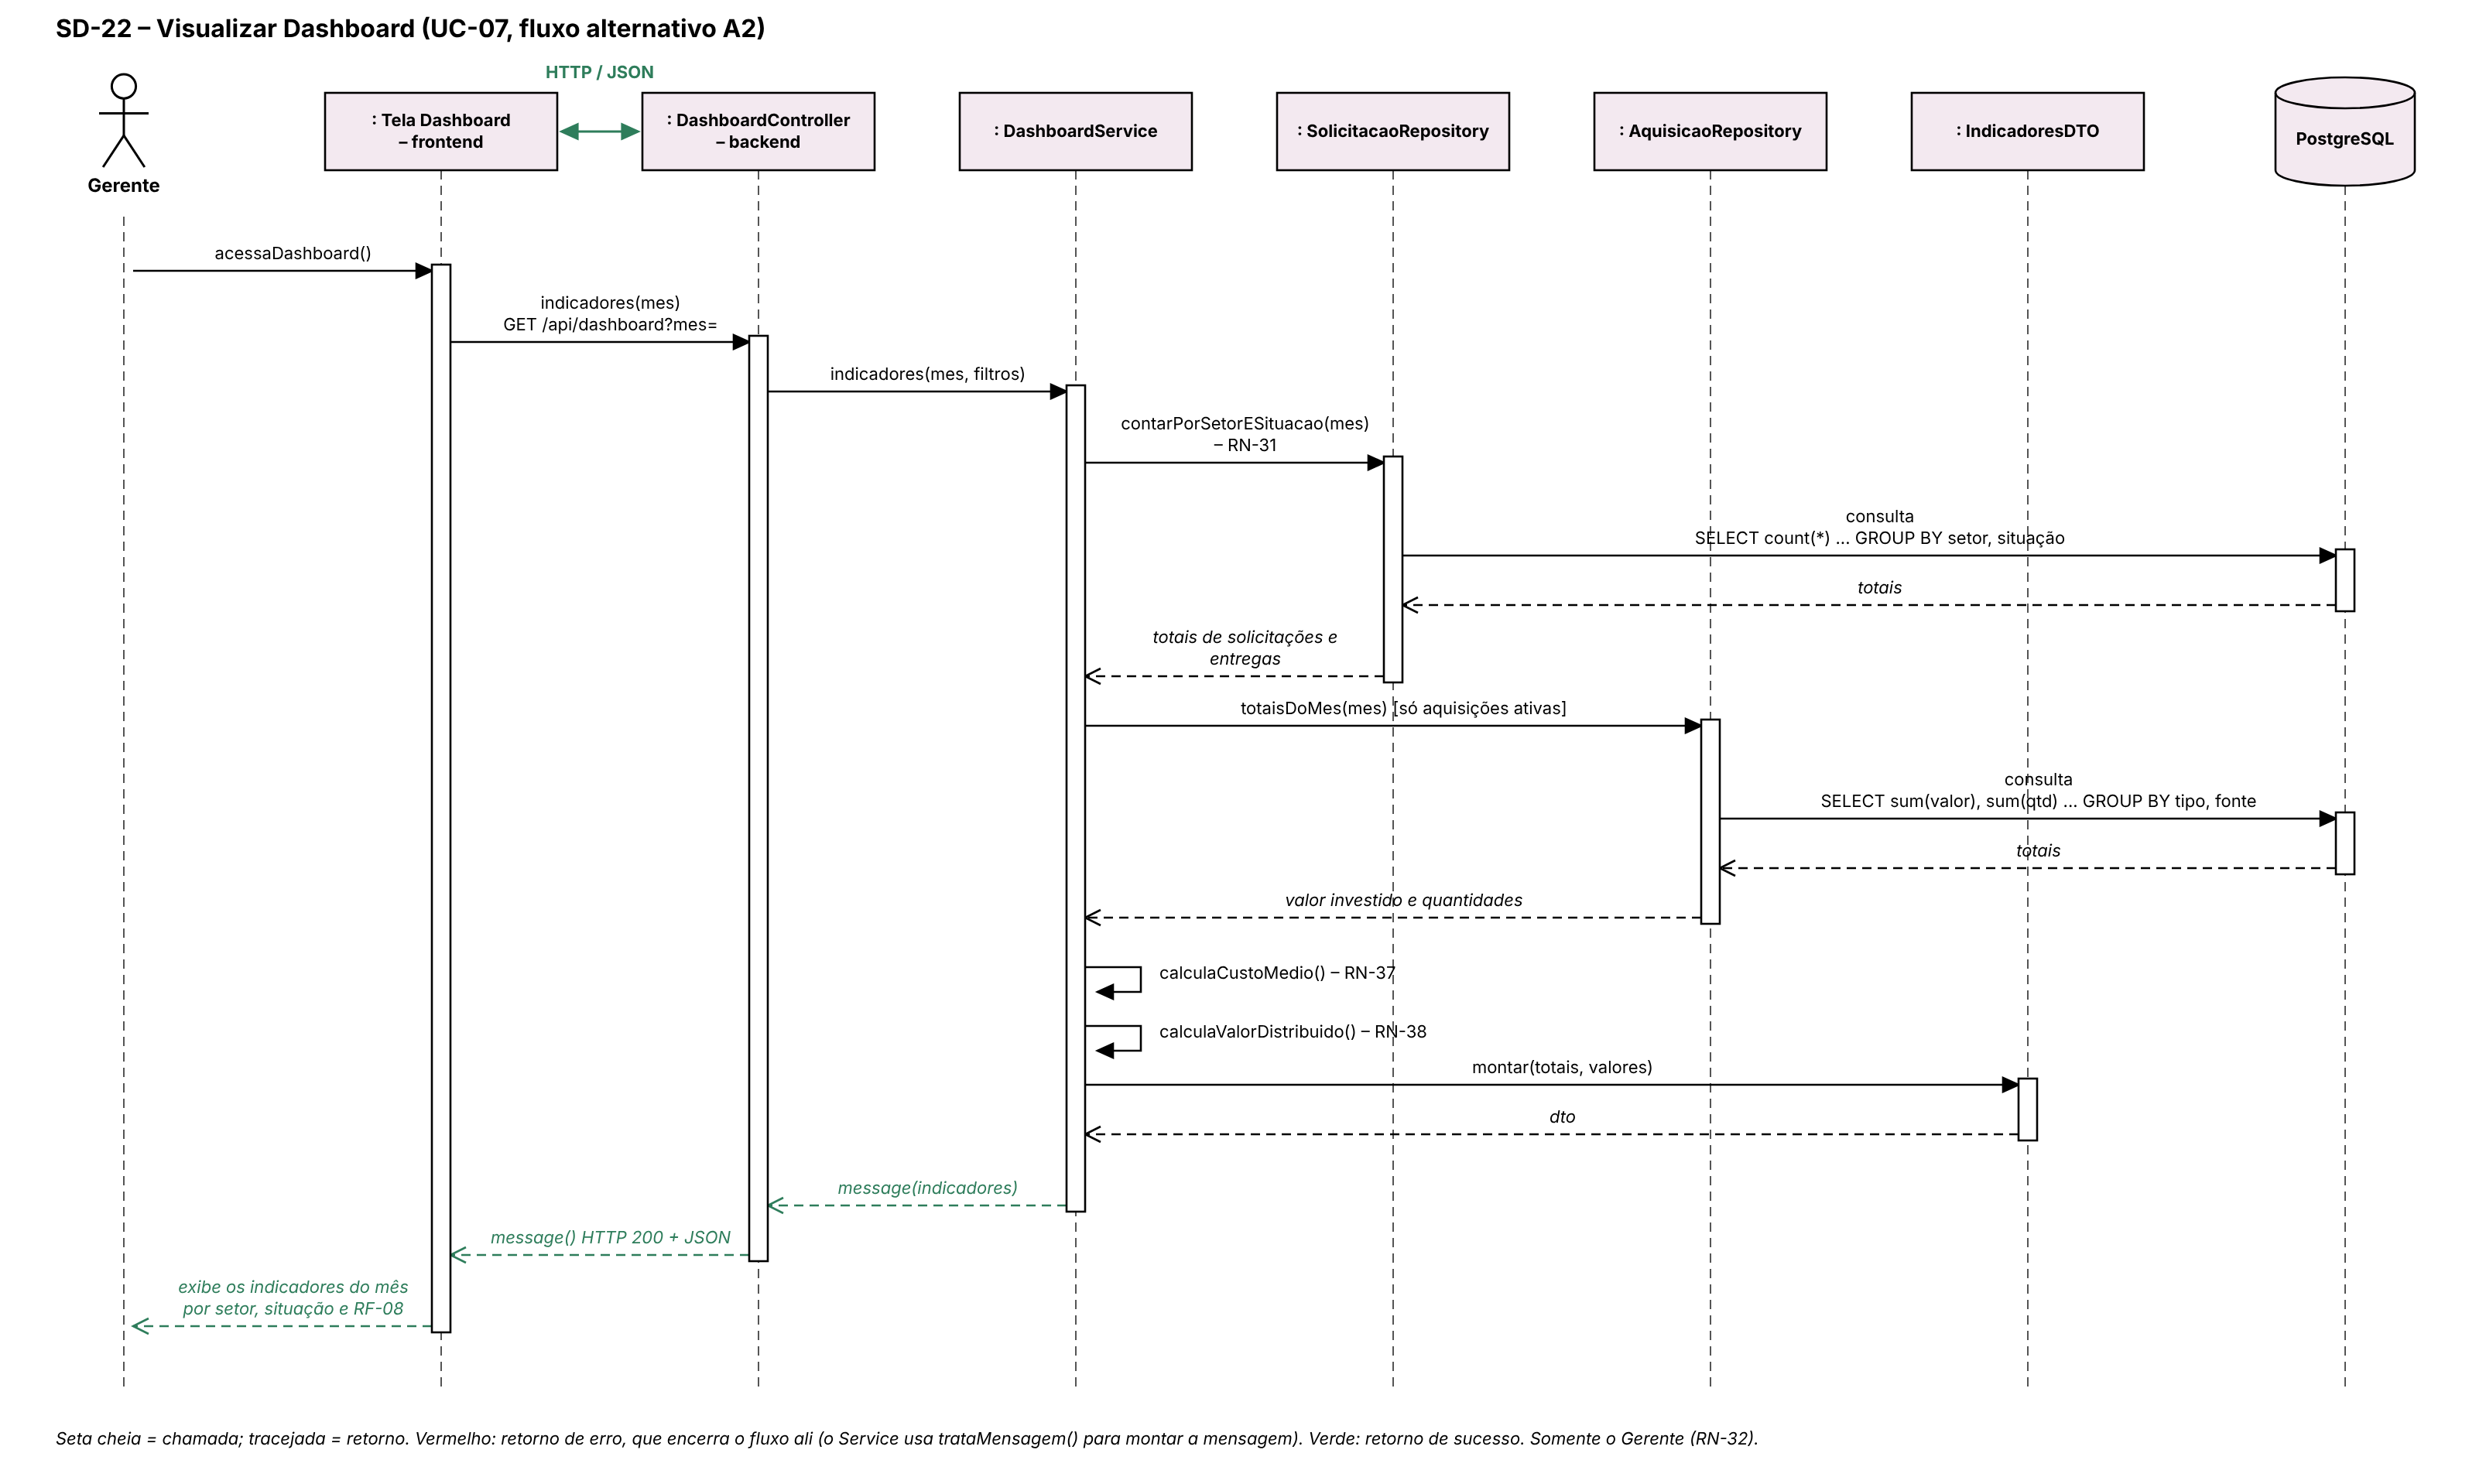 SD-22 – Visualizar Dashboard (UC-07, fluxo alternativo A2)
HTTP / JSON
Gerente
: Tela Dashboard
– frontend
: DashboardController
– backend
: DashboardService
: SolicitacaoRepository
: AquisicaoRepository
: IndicadoresDTO
PostgreSQL
acessaDashboard()
indicadores(mes)
GET /api/dashboard?mes=
indicadores(mes, filtros)
contarPorSetorESituacao(mes)
– RN-31
consulta
SELECT count(*) ... GROUP BY setor, situação
totais
totais de solicitações e
entregas
totaisDoMes(mes) [só aquisições ativas]
consulta
SELECT sum(valor), sum(qtd) ... GROUP BY tipo, fonte
totais
valor investido e quantidades
calculaCustoMedio() – RN-37
calculaValorDistribuido() – RN-38
montar(totais, valores)
dto
message(indicadores)
message() HTTP 200 + JSON
exibe os indicadores do mês
por setor, situação e RF-08
Seta cheia = chamada; tracejada = retorno. Vermelho: retorno de erro, que encerra o fluxo ali (o Service usa trataMensagem() para montar a mensagem). Verde: retorno de sucesso. Somente o Gerente (RN-32).